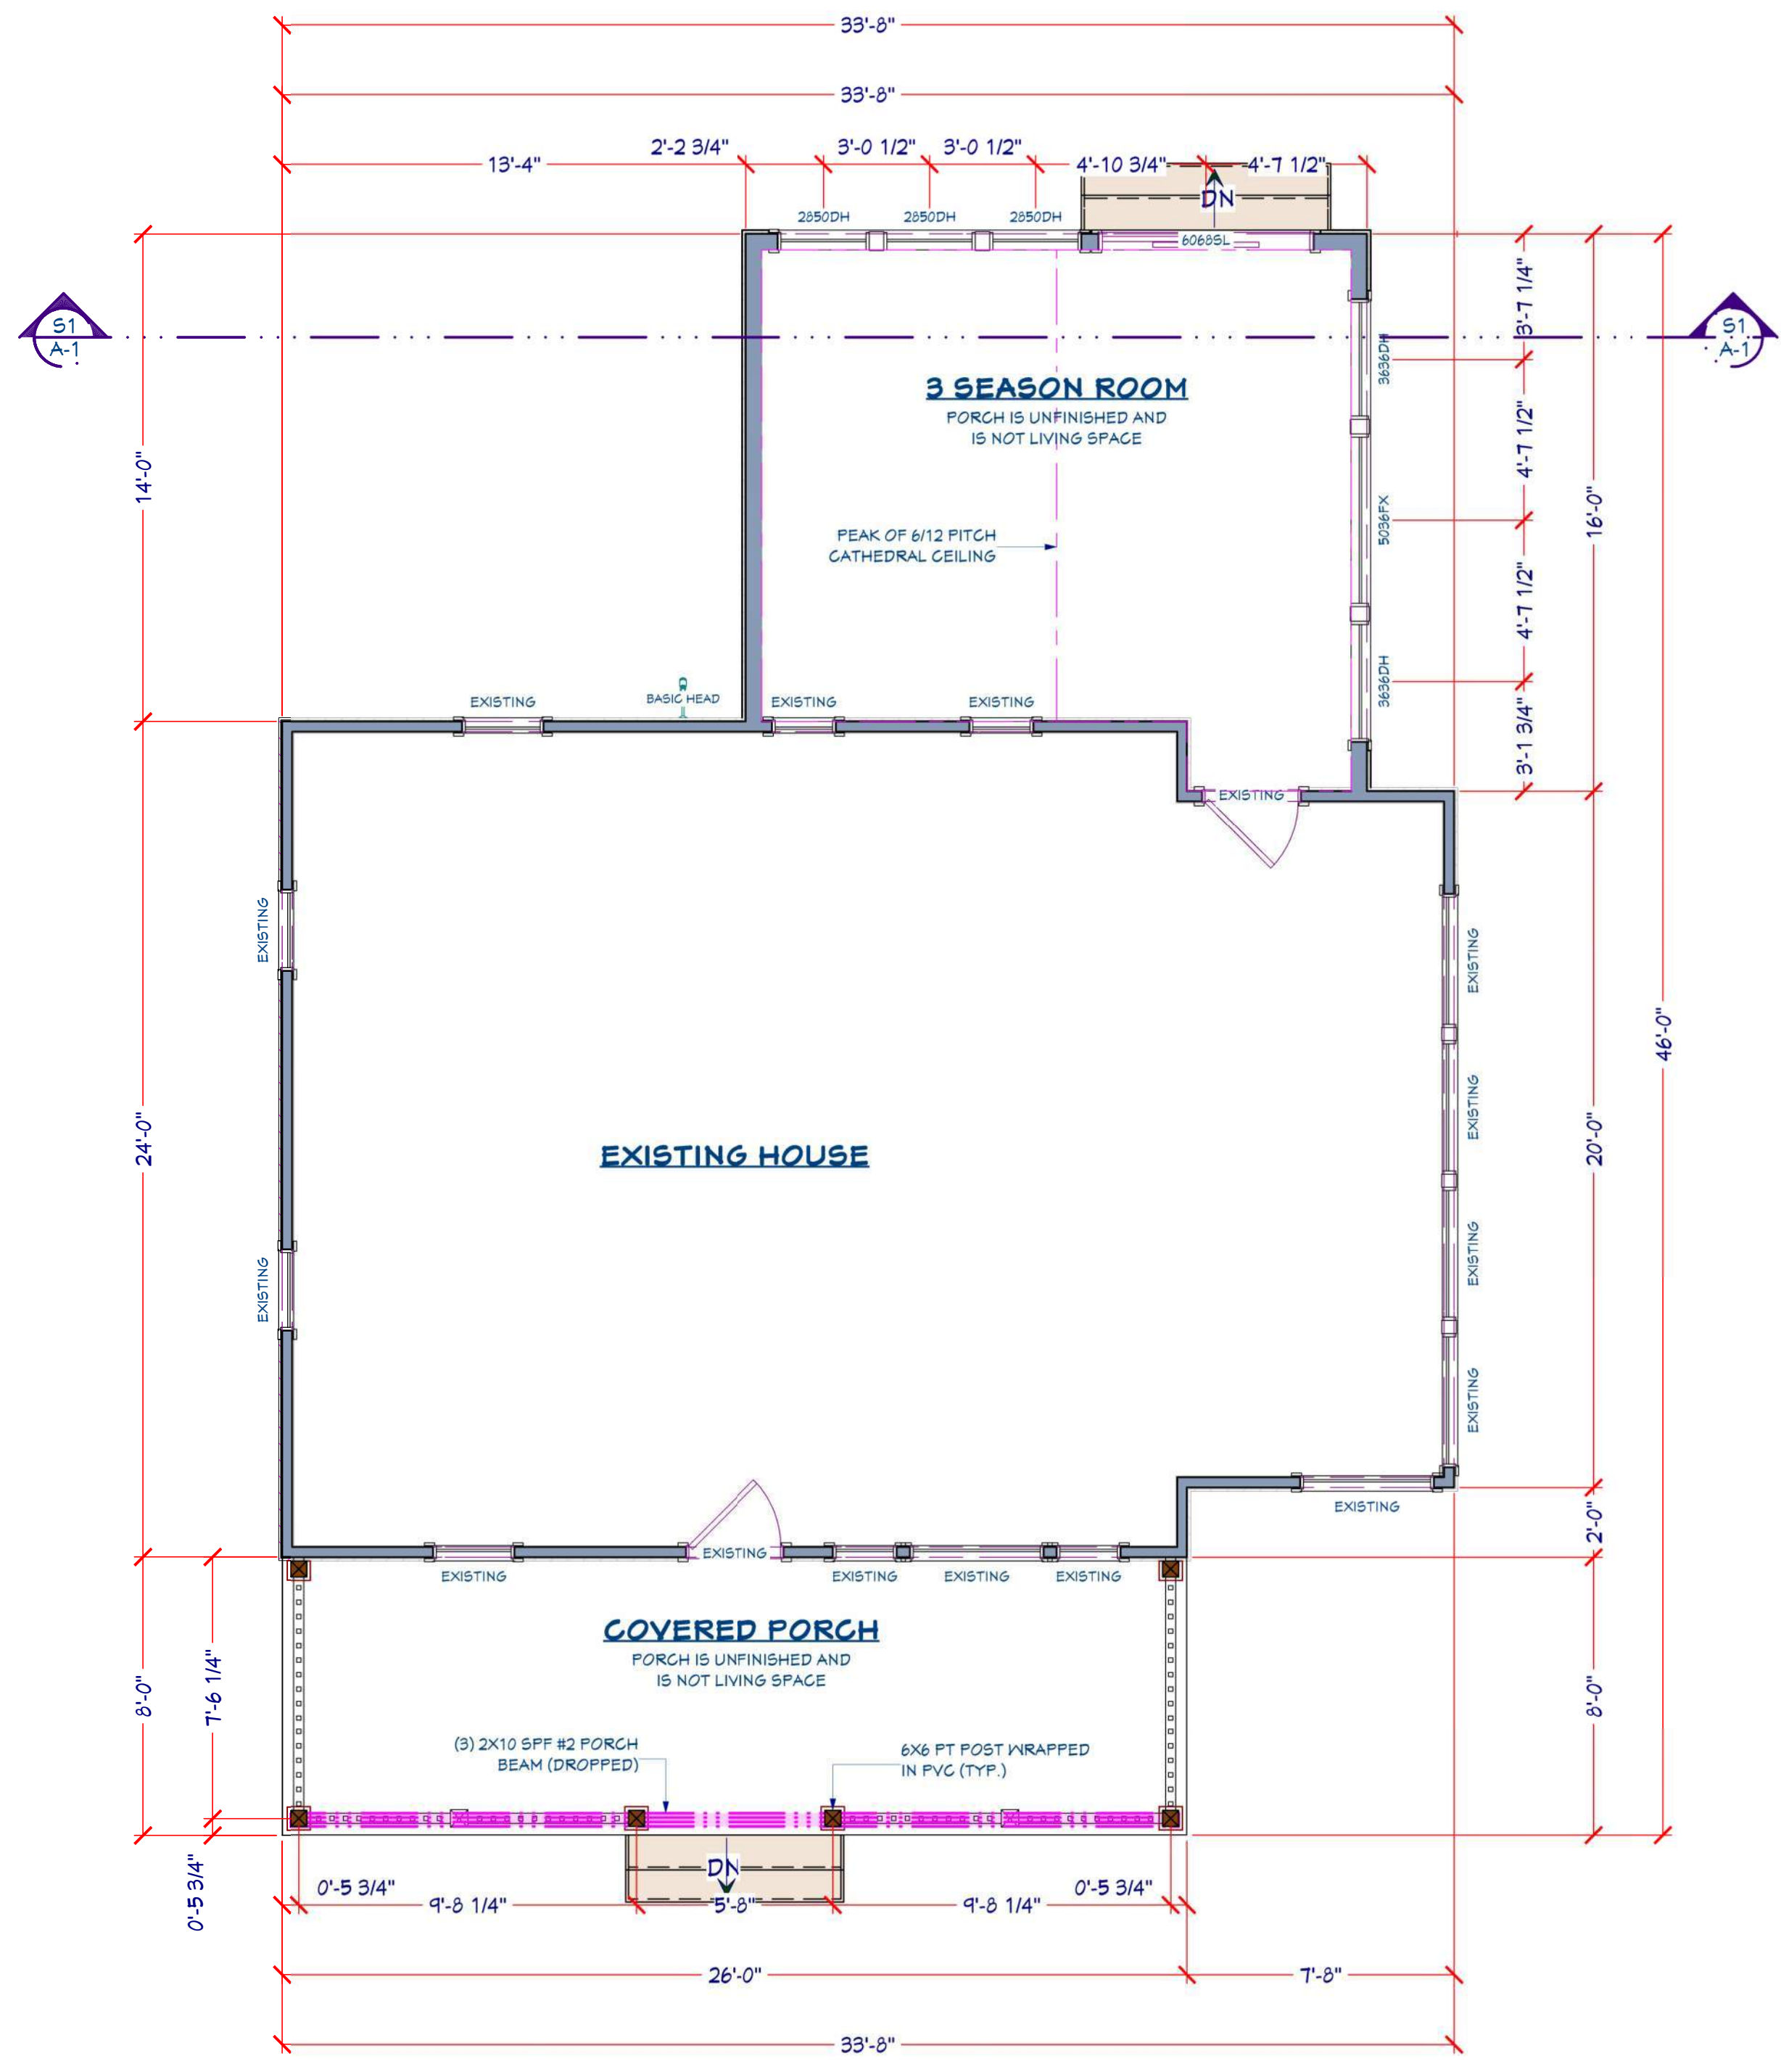 33'-8"
33'-8"
13'-4"
2'-2 3/4"
3'-0 1/2"
3'-0 1/2"
4'-10 3/4"
4'-7 1/2"
DN
2850DH
2850DH
2850DH
6068SL
S1
A-1
S1
A-1
3'-7 1/4"
3636DH
3 SEASON ROOM
PORCH IS UNFINISHED AND
IS NOT LIVING SPACE
4'-7 1/2"
14'-0"
5036FX
16'-0"
PEAK OF 6/12 PITCH
CATHEDRAL CEILING
4'-7 1/2"
3636DH
3'-1 3/4"
EXISTING
BASIC HEAD
EXISTING
EXISTING
EXISTING
EXISTING
EXISTING
46'-0"
24'-0"
EXISTING
20'-0"
EXISTING HOUSE
EXISTING
EXISTING
EXISTING
EXISTING
2'-0"
EXISTING
EXISTING
EXISTING
EXISTING
EXISTING
COVERED PORCH
PORCH IS UNFINISHED AND
IS NOT LIVING SPACE
8'-0"
7'-6 1/4"
8'-0"
(3) 2X10 SPF #2 PORCH
BEAM (DROPPED)
6X6 PT POST WRAPPED
IN PVC (TYP.)
DN
0'-5 3/4"
0'-5 3/4"
9'-8 1/4"
5'-8"
9'-8 1/4"
0'-5 3/4"
26'-0"
7'-8"
33'-8"